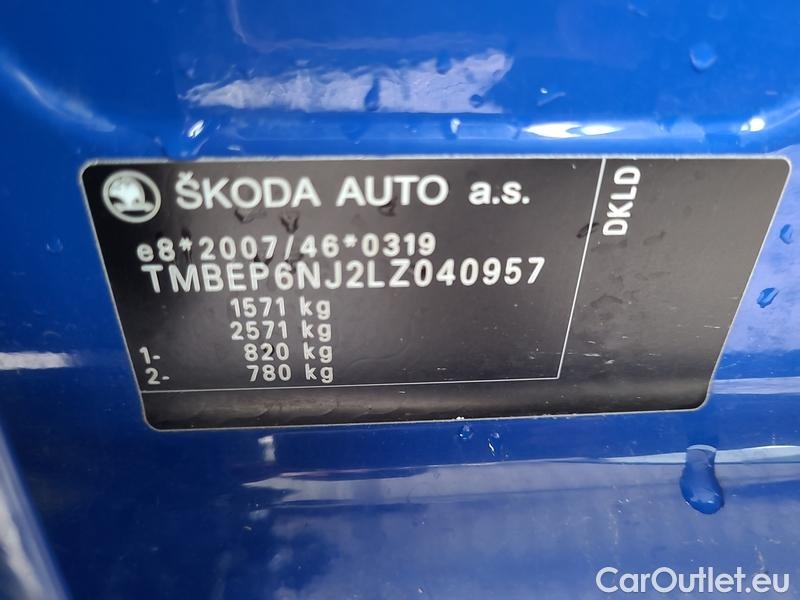 ŠKODA AUTO a.s.
e8*2007/46*0319
TMBEP6NJ2LZ040957
1571 kg
2571 kg
1- 820 kg
2- 780 kg
DKLD
CarOutlet.eu